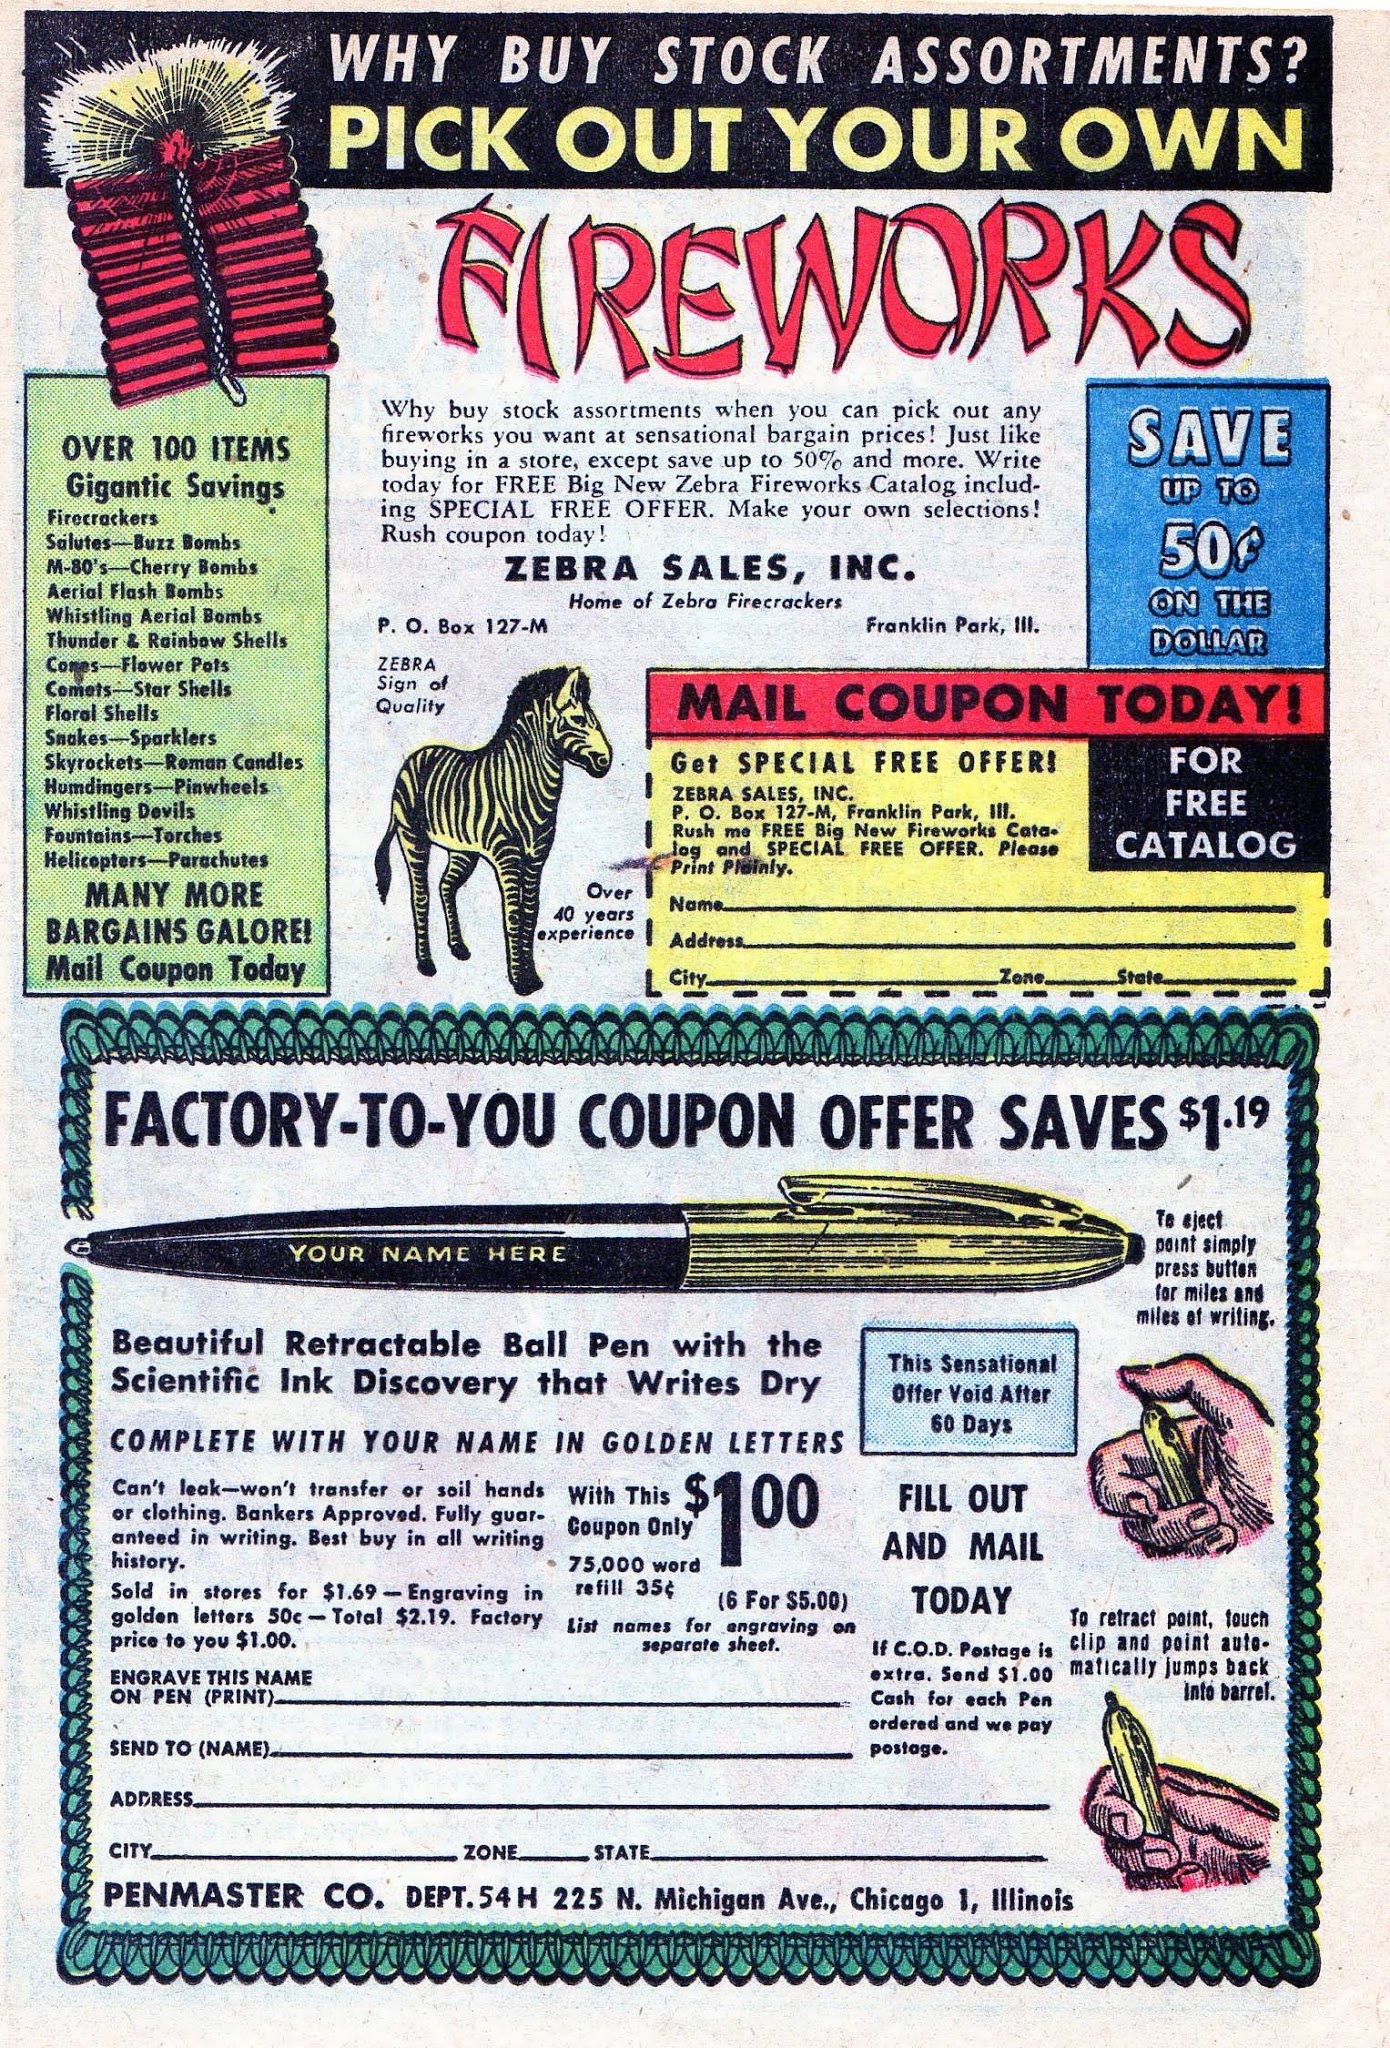 WHY BUY STOCK ASSORTMENTS?
PICK OUT YOUR OWN
FIREWORKS
OVER 100 ITEMS
Gigantic Savings
Firecrackers
Salutes—Buzz Bombs
M-80's—Cherry Bombs
Aerial Flash Bombs
Whistling Aerial Bombs
Thunder & Rainbow Shells
Cones—Flower Pots
Comets—Star Shells
Floral Shells
Snakes—Sparklers
Skyrockets—Roman Candles
Humdingers—Pinwheels
Whistling Devils
Fountains—Torches
Helicopters—Parachutes
MANY MORE
BARGAINS GALORE!
Mail Coupon Today
Why buy stock assortments when you can pick out any
fireworks you want at sensational bargain prices! Just like
buying in a store, except save up to 50% and more. Write
today for FREE Big New Zebra Fireworks Catalog includ-
ing SPECIAL FREE OFFER. Make your own selections!
Rush coupon today!
ZEBRA SALES, INC.
Home of Zebra Firecrackers
P. O. Box 127-M Franklin Park, Ill.
SAVE
UP TO
50¢
ON THE
DOLLAR
ZEBRA
Sign of
Quality
Over
40 years
experience
MAIL COUPON TODAY!
FOR
FREE
CATALOG
Get SPECIAL FREE OFFER!
ZEBRA SALES, INC.
P. O. Box 127-M, Franklin Park, Ill.
Rush me FREE Big New Fireworks Cata-
log and SPECIAL FREE OFFER. Please
Print Plainly.
Name
Address
City Zone State
FACTORY-TO-YOU COUPON OFFER SAVES $1.19
YOUR NAME HERE
To eject
point simply
press button
for miles and
miles of writing.
Beautiful Retractable Ball Pen with the
Scientific Ink Discovery that Writes Dry
COMPLETE WITH YOUR NAME IN GOLDEN LETTERS
This Sensational
Offer Void After
60 Days
Can't leak—won't transfer or soil hands
or clothing. Bankers Approved. Fully guar-
anteed in writing. Best buy in all writing
history.
Sold in stores for $1.69 — Engraving in
golden letters 50c — Total $2.19. Factory
price to you $1.00.
With This
Coupon Only
$1.00
75,000 word
refill 35¢
(6 For $5.00)
List names for engraving on
separate sheet.
FILL OUT
AND MAIL
TODAY
If C.O.D. Postage is
extra. Send $1.00
Cash for each Pen
ordered and we pay
postage.
To retract point, touch
clip and point auto-
matically jumps back
into barrel.
ENGRAVE THIS NAME
ON PEN (PRINT)
SEND TO (NAME)
ADDRESS
CITY ZONE STATE
PENMASTER CO. DEPT. 54H 225 N. Michigan Ave., Chicago 1, Illinois